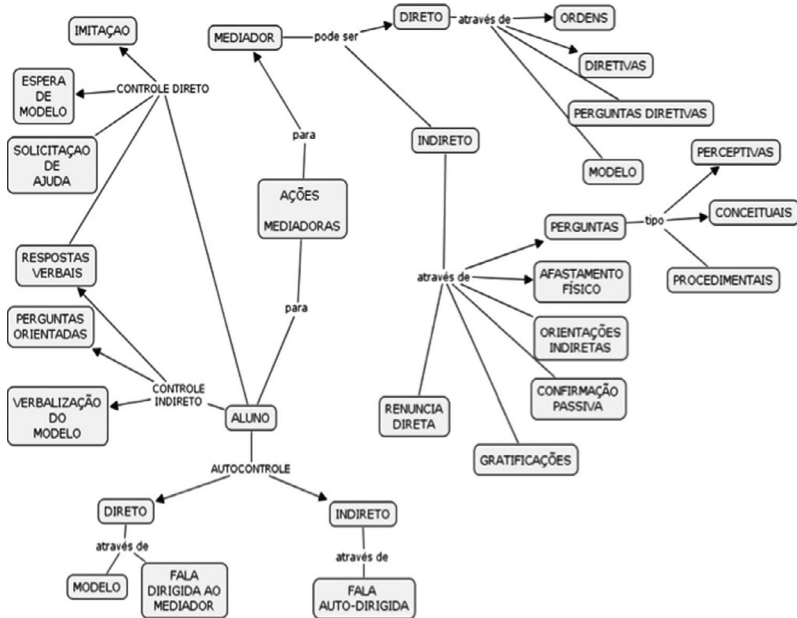 IMITAÇAO
MEDIADOR
pode ser
DIRETO
através de
ORDENS
ESPERA
DE
MODELO
CONTROLE DIRETO
DIRETIVAS
SOLICITAÇAO
DE
AJUDA
PERGUNTAS DIRETIVAS
para
INDIRETO
MODELO
PERCEPTIVAS
AÇÕES
MEDIADORAS
PERGUNTAS
tipo
CONCEITUAIS
RESPOSTAS
VERBAIS
através de
AFASTAMENTO
FÍSICO
PROCEDIMENTAIS
PERGUNTAS
ORIENTADAS
para
ORIENTAÇÕES
INDIRETAS
VERBALIZAÇÃO
DO
MODELO
CONTROLE
INDIRETO
ALUNO
RENUNCIA
DIRETA
CONFIRMAÇÃO
PASSIVA
GRATIFICAÇÕES
AUTOCONTROLE
DIRETO
INDIRETO
através de
através de
MODELO
FALA
DIRIGIDA AO
MEDIADOR
FALA
AUTO-DIRIGIDA